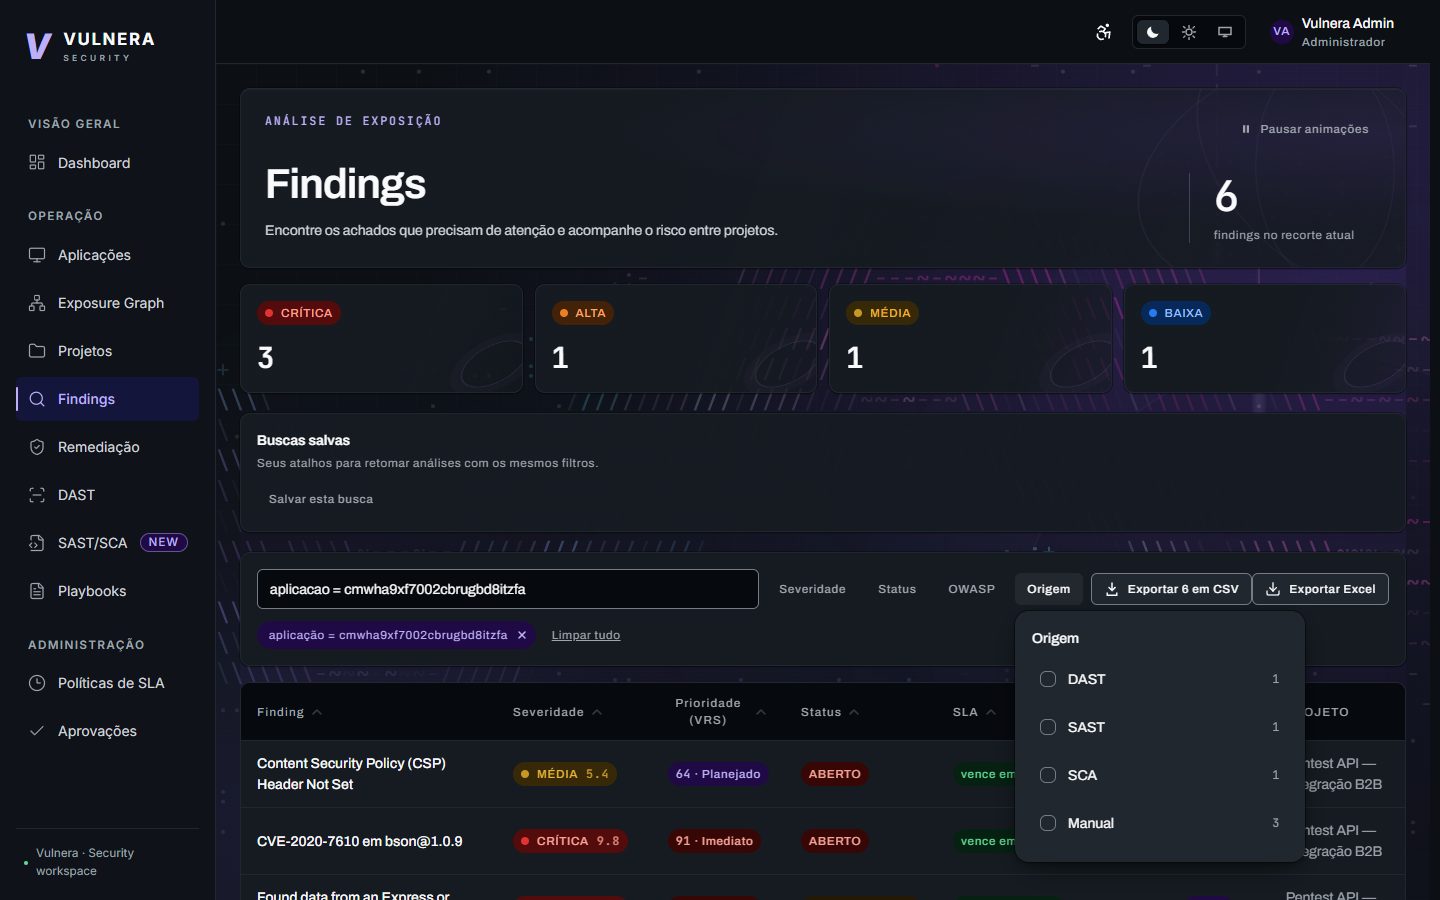 VULNERA
SECURITY
Vulnera Admin
VA
Administrador
VISÃO GERAL
Dashboard
OPERAÇÃO
Aplicações
Exposure Graph
Projetos
Findings
Remediação
DAST
SAST/SCA NEW
Playbooks
ADMINISTRAÇÃO
Políticas de SLA
Aprovações
Vulnera · Security
workspace
ANÁLISE DE EXPOSIÇÃO
Pausar animações
Findings
6
Encontre os achados que precisam de atenção e acompanhe o risco entre projetos.
findings no recorte atual
CRÍTICA
3
ALTA
1
MÉDIA
1
BAIXA
1
Buscas salvas
Seus atalhos para retomar análises com os mesmos filtros.
Salvar esta busca
aplicacao = cmwha9xf7002cbrugbd8itzfa
Severidade
Status
OWASP
Origem
Exportar 6 em CSV
Exportar Excel
aplicação = cmwha9xf7002cbrugbd8itzfa ✕
Limpar tudo
Origem
DAST 1
SAST 1
SCA 1
Manual 3
Finding
Severidade
Prioridade
(VRS)
Status
SLA
OJETO
Content Security Policy (CSP)
Header Not Set
MÉDIA 5.4
64 · Planejado
ABERTO
vence em
ntest API —
egração B2B
CVE-2020-7610 em bson@1.0.9
CRÍTICA 9.8
91 · Imediato
ABERTO
vence em
ntest API —
egração B2B
Found data from an Express or
Pentest API —